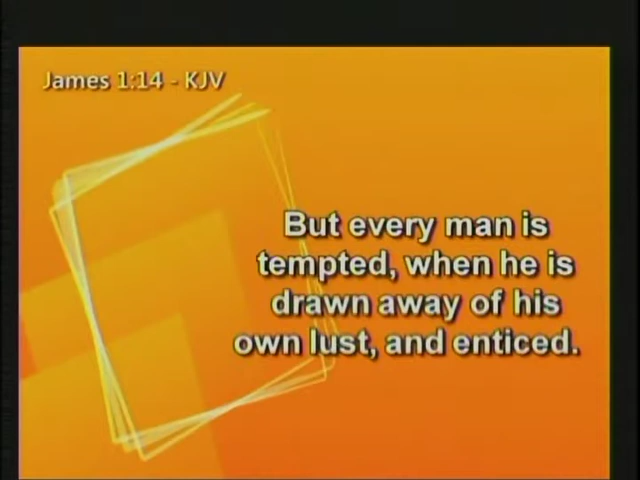 James 1:14 - KJV
But every man is
tempted, when he is
drawn away of his
own lust, and enticed.